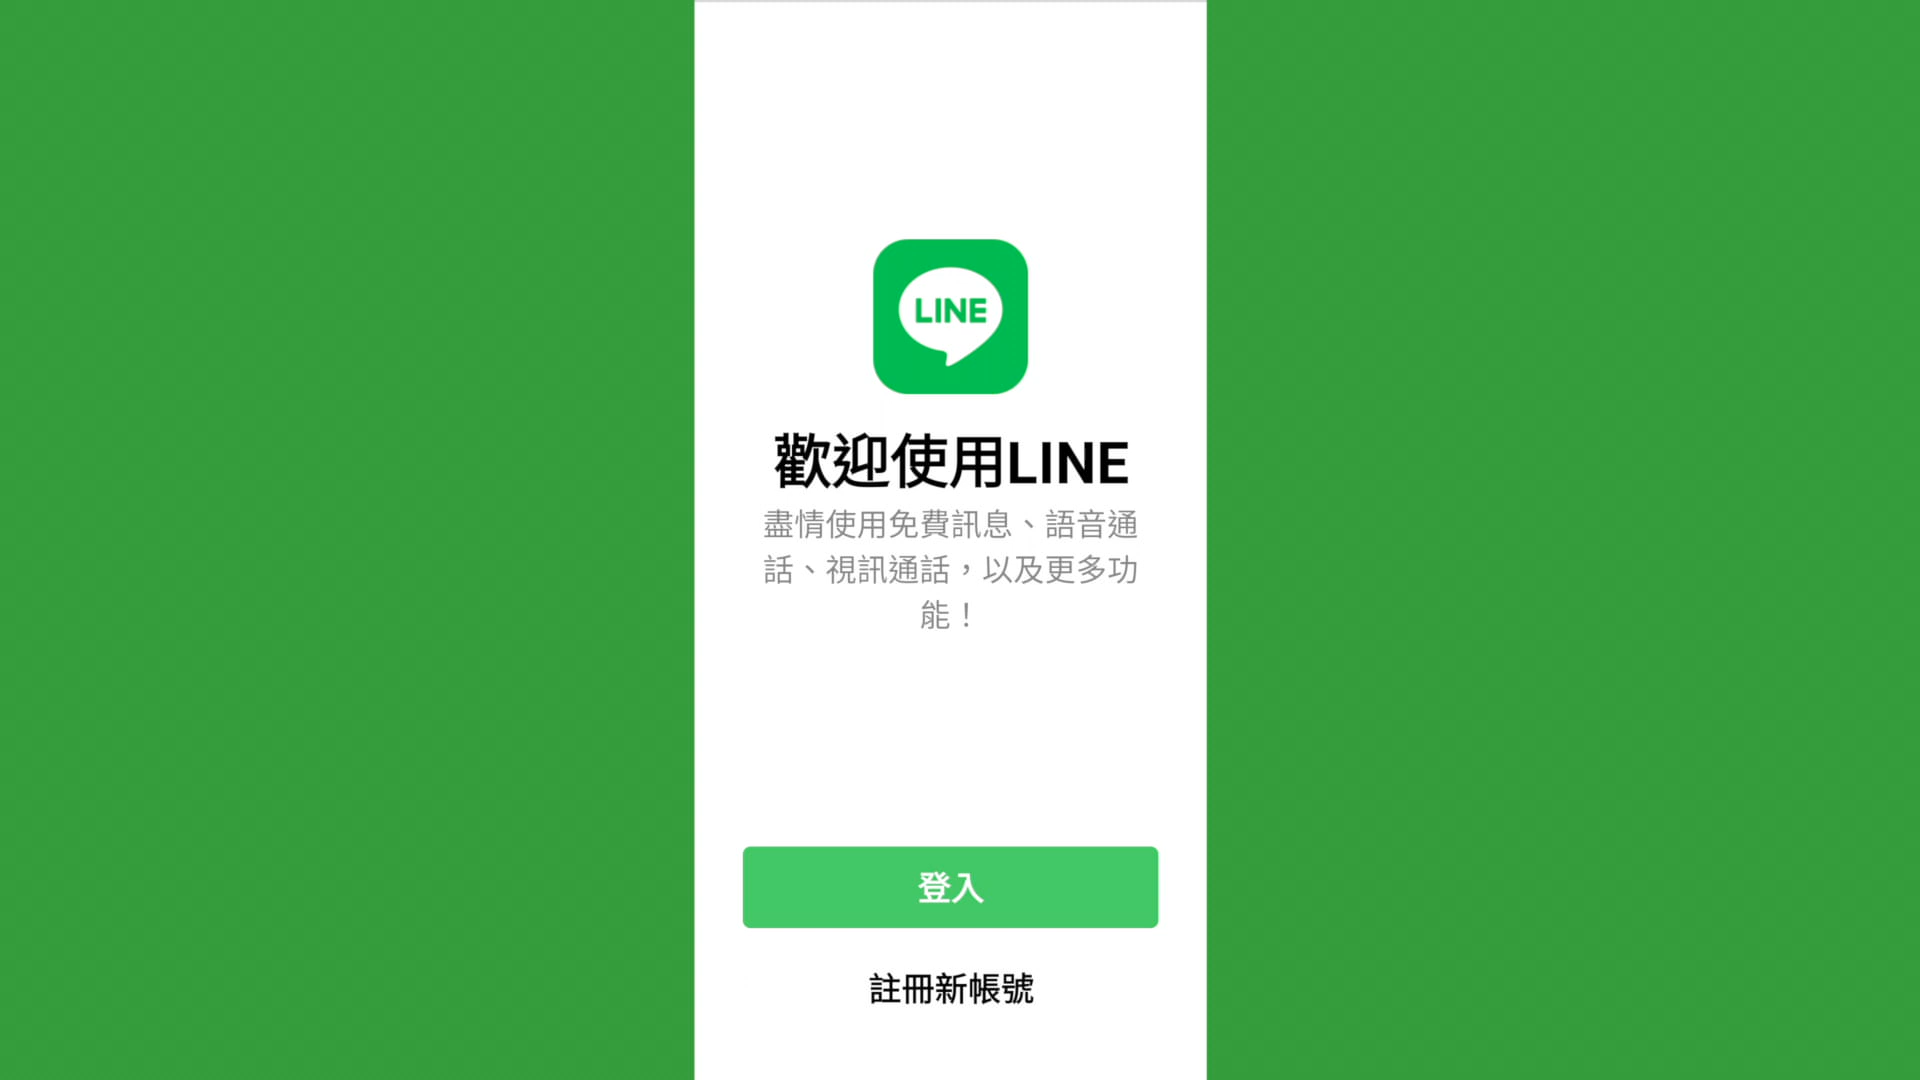 LINE
歡迎使用LINE
盡情使用免費訊息、語音通
話、視訊通話，以及更多功
能！
登入
註冊新帳號